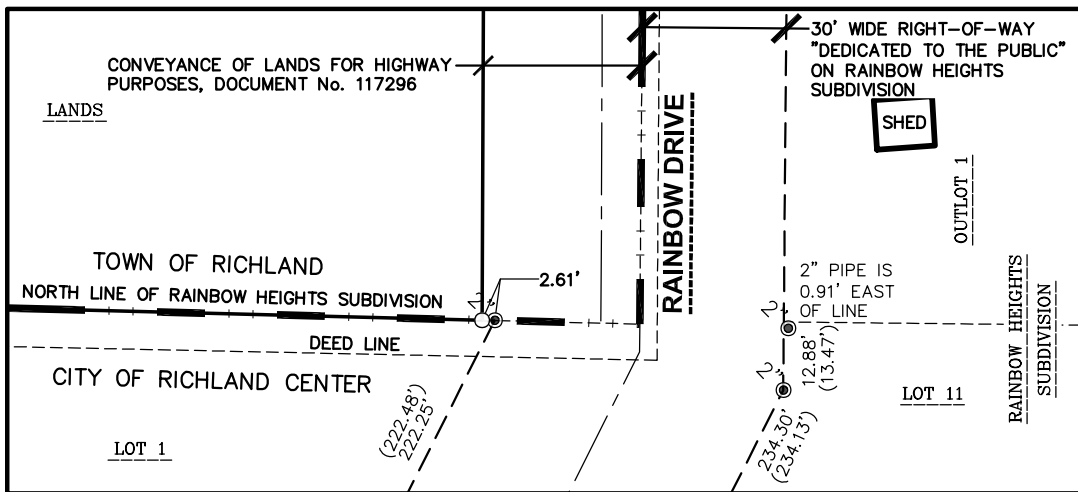 30' WIDE RIGHT-OF-WAY
"DEDICATED TO THE PUBLIC"
ON RAINBOW HEIGHTS
SUBDIVISION
CONVEYANCE OF LANDS FOR HIGHWAY
PURPOSES, DOCUMENT No. 117296
LANDS
SHED
RAINBOW DRIVE
OUTLOT 1
TOWN OF RICHLAND
NORTH LINE OF RAINBOW HEIGHTS SUBDIVISION
2.61'
2"
2" PIPE IS
0.91' EAST
OF LINE
2"
RAINBOW HEIGHTS
SUBDIVISION
DEED LINE
12.88'
(13.47')
2"
CITY OF RICHLAND CENTER
LOT 11
LOT 1
(222.48')
222.25'
234.30'
(234.13')